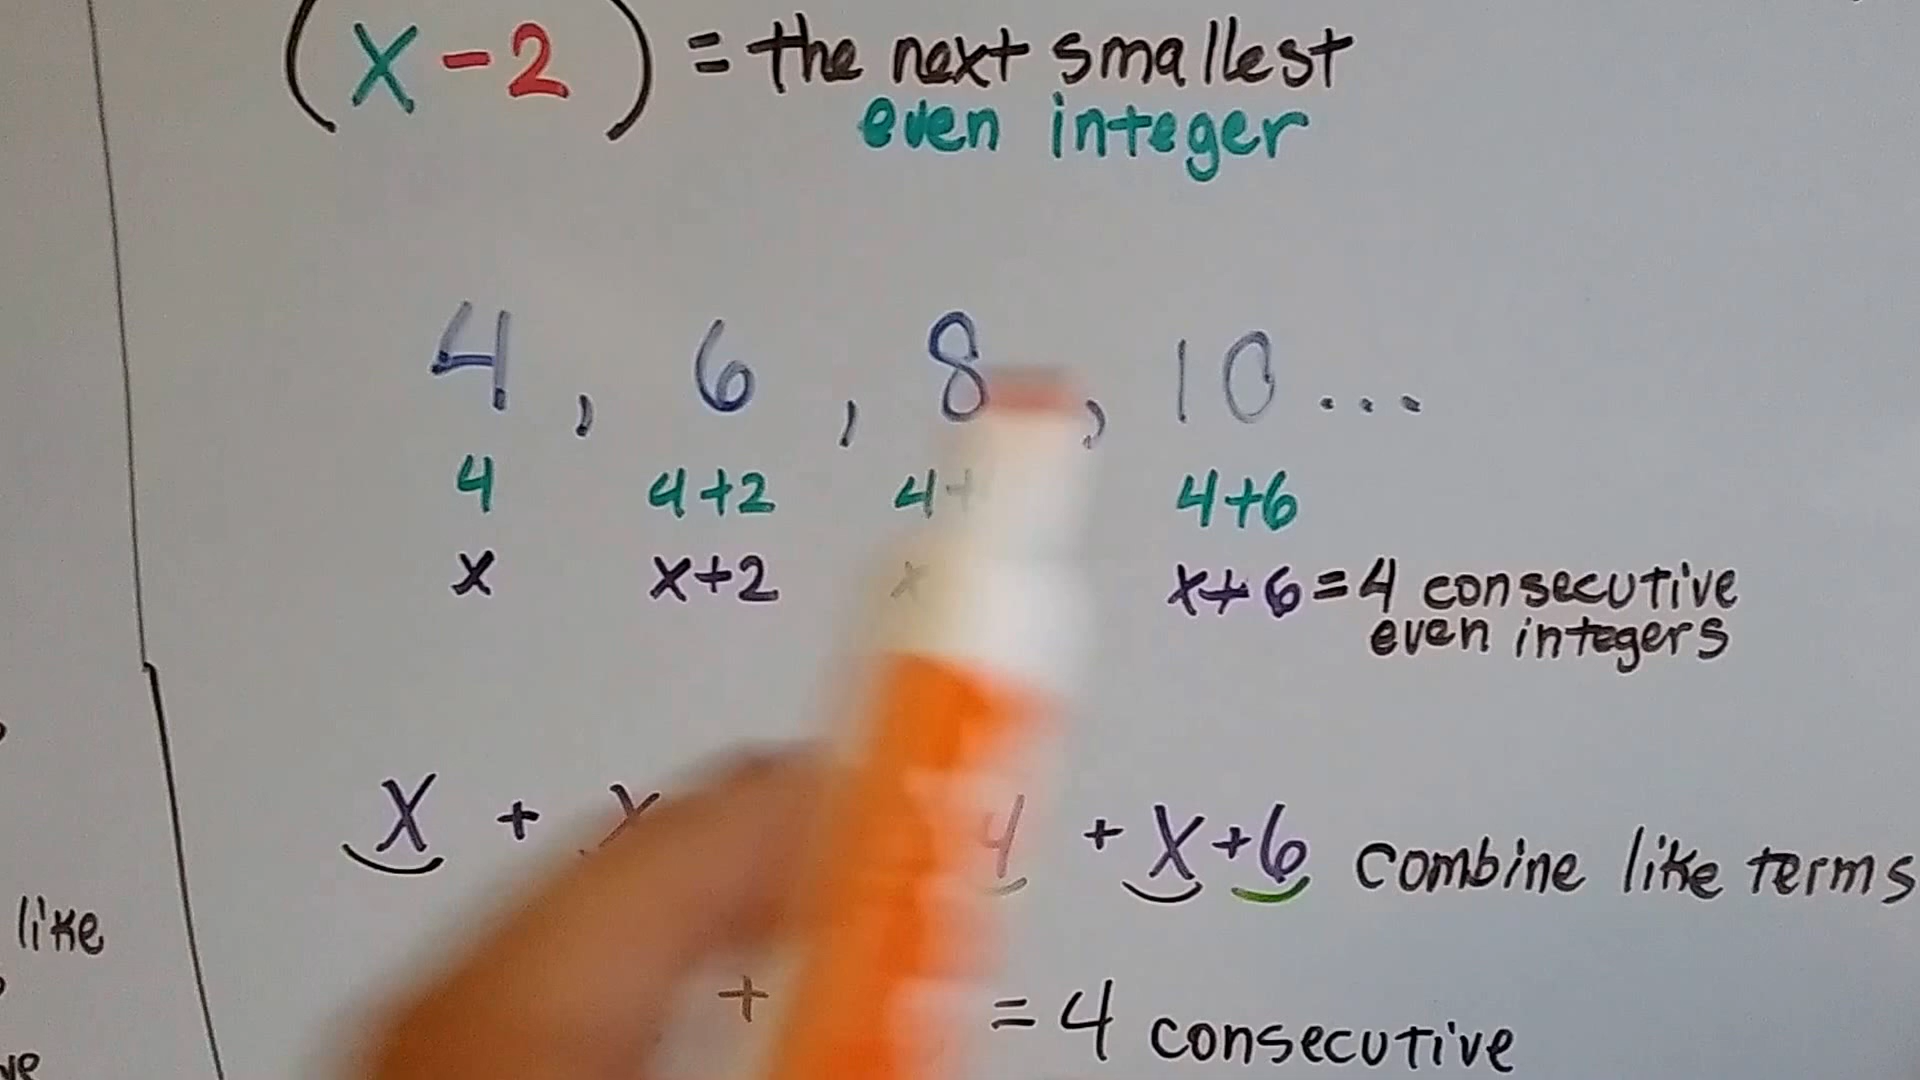 (x-2) = the next smallest
even integer
4, 6, 8, 10...
4 4+2 4+ 4+6
x x+2 x x+6=4 consecutive
even integers
x + x 4 +x+6 combine like terms
like
+ = 4 consecutive